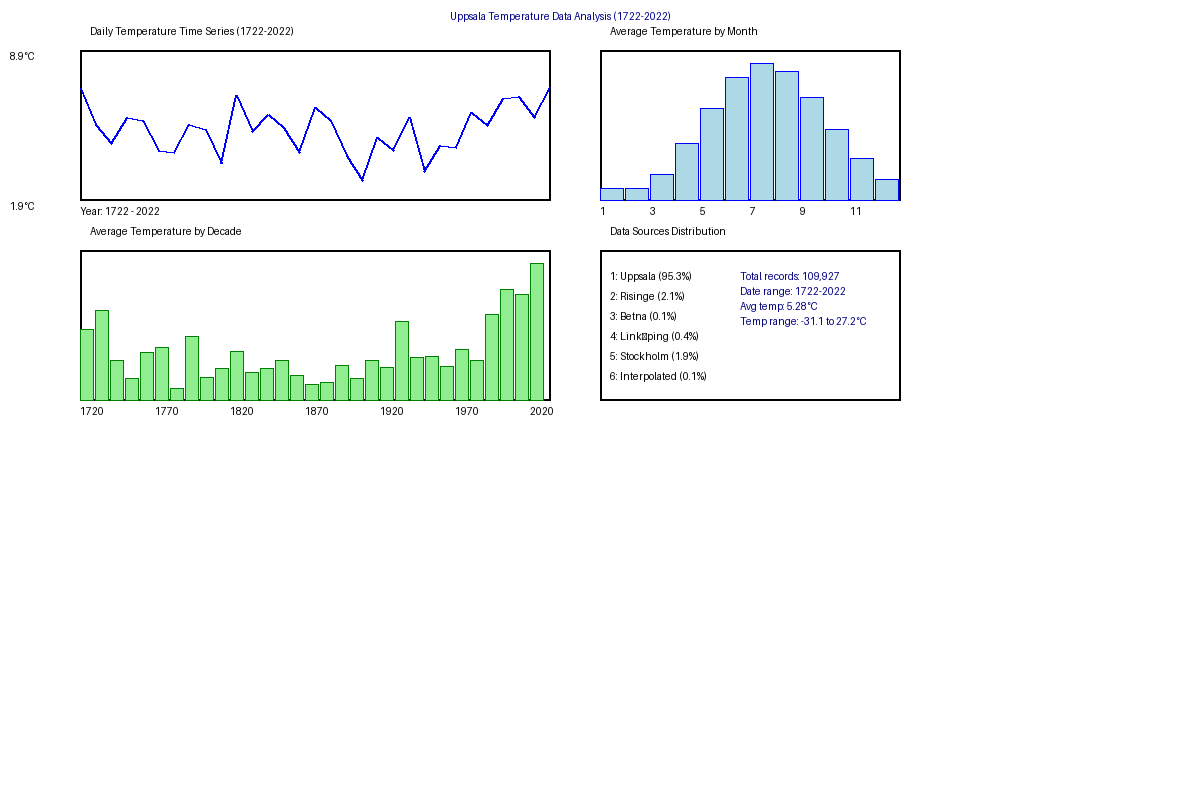 Uppsala Temperature Data Analysis (1722-2022)
Daily Temperature Time Series (1722-2022)
8.9°C
1.9°C
Year: 1722 - 2022
Average Temperature by Month
1 3 5 7 9 11
Average Temperature by Decade
1720 1770 1820 1870 1920 1970 2020
Data Sources Distribution
1: Uppsala (95.3%)
2: Risinge (2.1%)
3: Betna (0.1%)
4: Link▯ping (0.4%)
5: Stockholm (1.9%)
6: Interpolated (0.1%)
Total records: 109,927
Date range: 1722-2022
Avg temp: 5.28°C
Temp range: -31.1 to 27.2°C